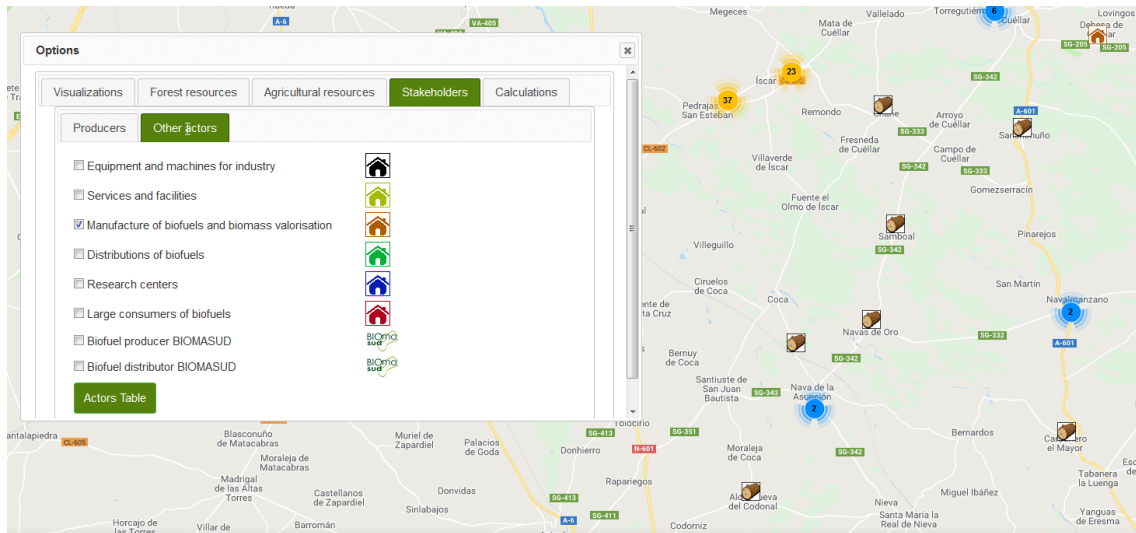 Options
Visualizations
Forest resources
Agricultural resources
Stakeholders
Calculations
Producers
Other actors
Equipment and machines for industry
Services and facilities
Manufacture of biofuels and biomass valorisation
Distributions of biofuels
Research centers
Large consumers of biofuels
Biofuel producer BIOMASUD
BIOma
sud
Biofuel distributor BIOMASUD
BIOma
sud
Actors Table
A-6
VA-405
Megeces
Mata de
Cuéllar
Vallelado
6
Cuéllar
Lovingos
SG-205
SG-205
23
Íscar
SG-342
37
Pedrajas
San Esteban
Remondo
Arroyo
de Cuéllar
A-601
SG-333
CL-602
Fresneda
de Cuéllar
Campo de
Cuéllar
Villaverde
de Íscar
SG-342
SG-333
Gomezserracín
Fuente el
Olmo de Íscar
Samboal
SG-342
Pinarejos
Villeguillo
Ciruelos
de Coca
Coca
San Martín
Navalmanzano
2
Navas de Oro
SG-332
A-601
SG-342
Bernuy
de Coca
Santiuste de
San Juan
Bautista
SG-343
Nava de la
Asunción
2
SG-413
SG-351
Bernardos
el Mayor
CL-605
Blasconuño
de Matacabras
Muriel de
Zapardiel
Palacios
de Goda
Donhierro
N-601
Moraleja
de Coca
SG-342
Moraleja de
Matacabras
Madrigal
de las Altas
Torres
Castellanos
de Zapardiel
Donvidas
Sinlabajos
Rapariegos
SG-413
SG-411
A-6
del Codonal
Miguel Ibáñez
Nieva
Santa María la
Real de Nieva
Tabanera
la Luenga
Yanguas
de Eresma
Horcajo de
las Torres
Villar de
Barromán
Codorniz